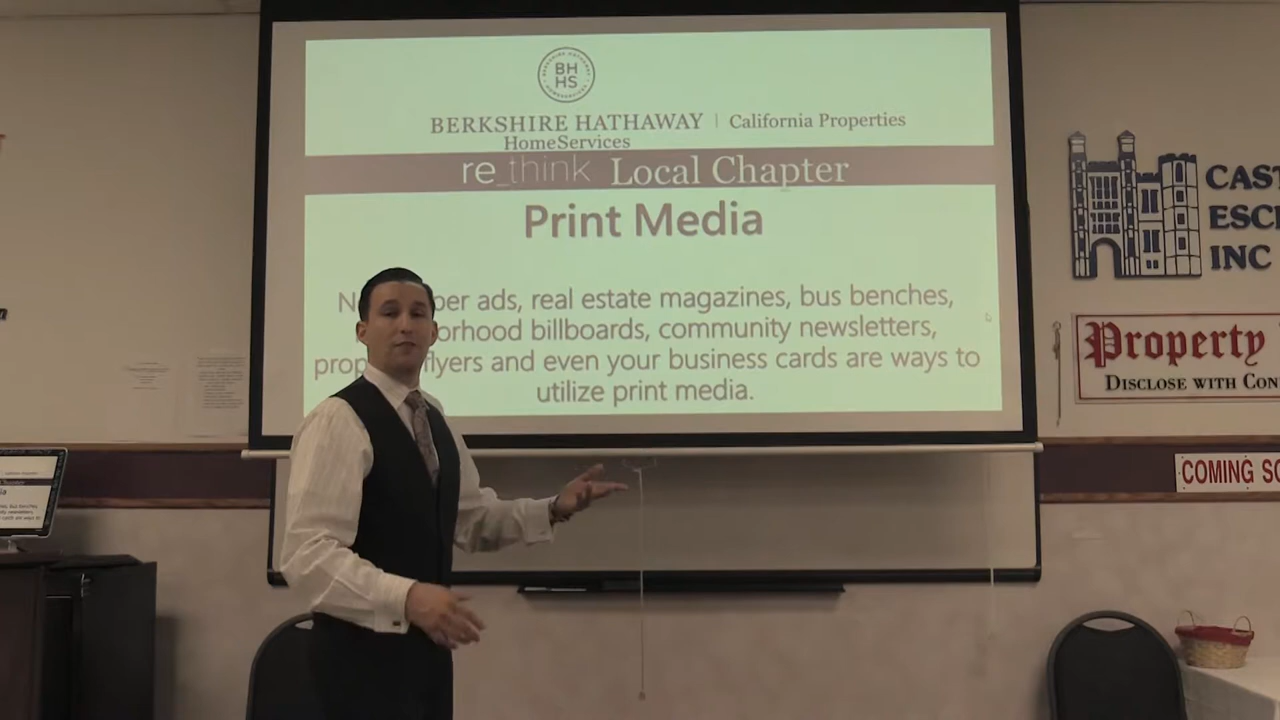 BH
HS
BERKSHIRE HATHAWAY | California Properties
HomeServices
re_think Local Chapter
Print Media
ber ads, real estate magazines, bus benches,
orhood billboards, community newsletters,
prop flyers and even your business cards are ways to
utilize print media.
CAST
ESC
INC
Property
DISCLOSE WITH CON
COMING SO